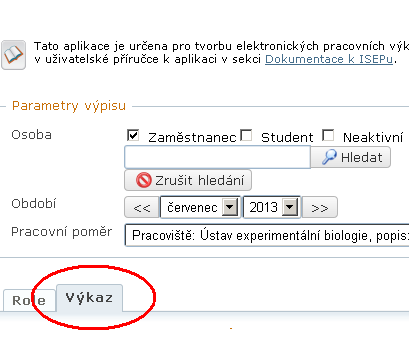 Tato aplikace je určena pro tvorbu elektronických pracovních výk
v uživatelské příručce k aplikaci v sekci Dokumentace k ISEPu.
Parametry výpisu
Osoba Zaměstnanec Student Neaktivní
Hledat
Zrušit hledání
Období << červenec 2013 >>
Pracovní poměr Pracoviště: Ústav experimentální biologie, popis:
Role Výkaz